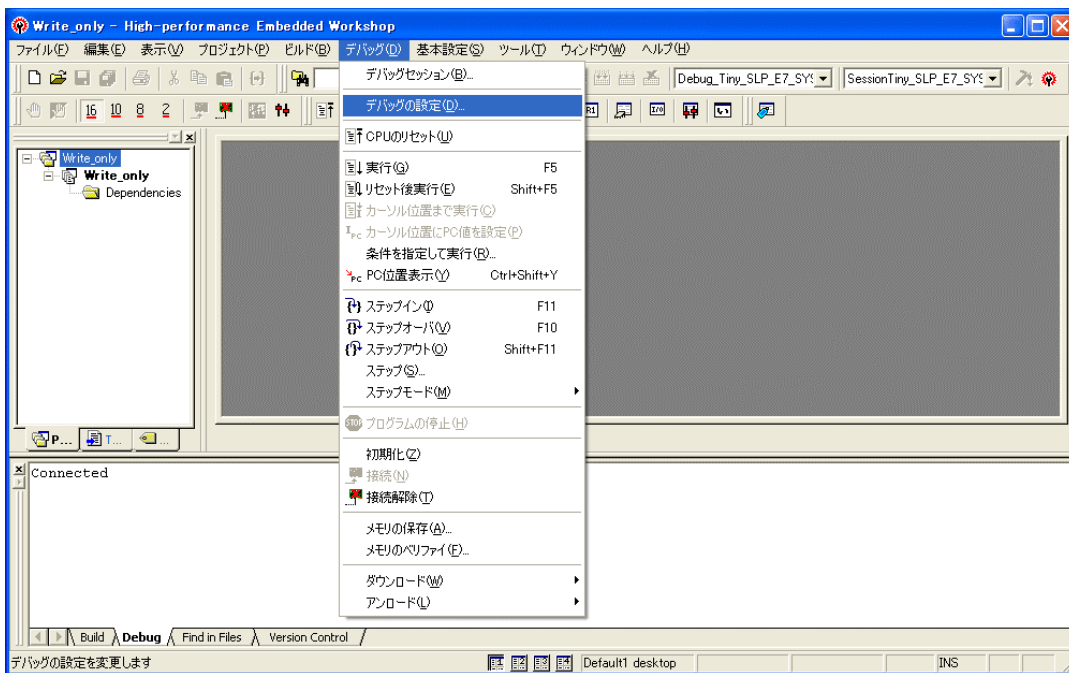 Write_only - High-performance Embedded Workshop
ファイル(F) 編集(E) 表示(V) プロジェクト(P) ビルド(B) デバッグ(D) 基本設定(S) ツール(T) ウィンドウ(W) ヘルプ(H)
Debug_Tiny_SLP_E7_SYS SessionTiny_SLP_E7_SYS
16 10 8 2
デバッグセッション(B)...
デバッグの設定(D)...
CPUのリセット(U)
実行(G) F5
リセット後実行(E) Shift+F5
カーソル位置まで実行(C)
カーソル位置にPC値を設定(P)
条件を指定して実行(R)...
PC位置表示(Y) Ctrl+Shift+Y
ステップイン(I) F11
ステップオーバ(V) F10
ステップアウト(O) Shift+F11
ステップ(S)...
ステップモード(M)
プログラムの停止(H)
初期化(Z)
接続(N)
接続解除(T)
メモリの保存(A)...
メモリのベリファイ(F)...
ダウンロード(W)
アンロード(L)
Write_only
Write_only
Dependencies
P... T... ...
Connected
Build Debug Find in Files Version Control
デバッグの設定を変更します Default1 desktop INS